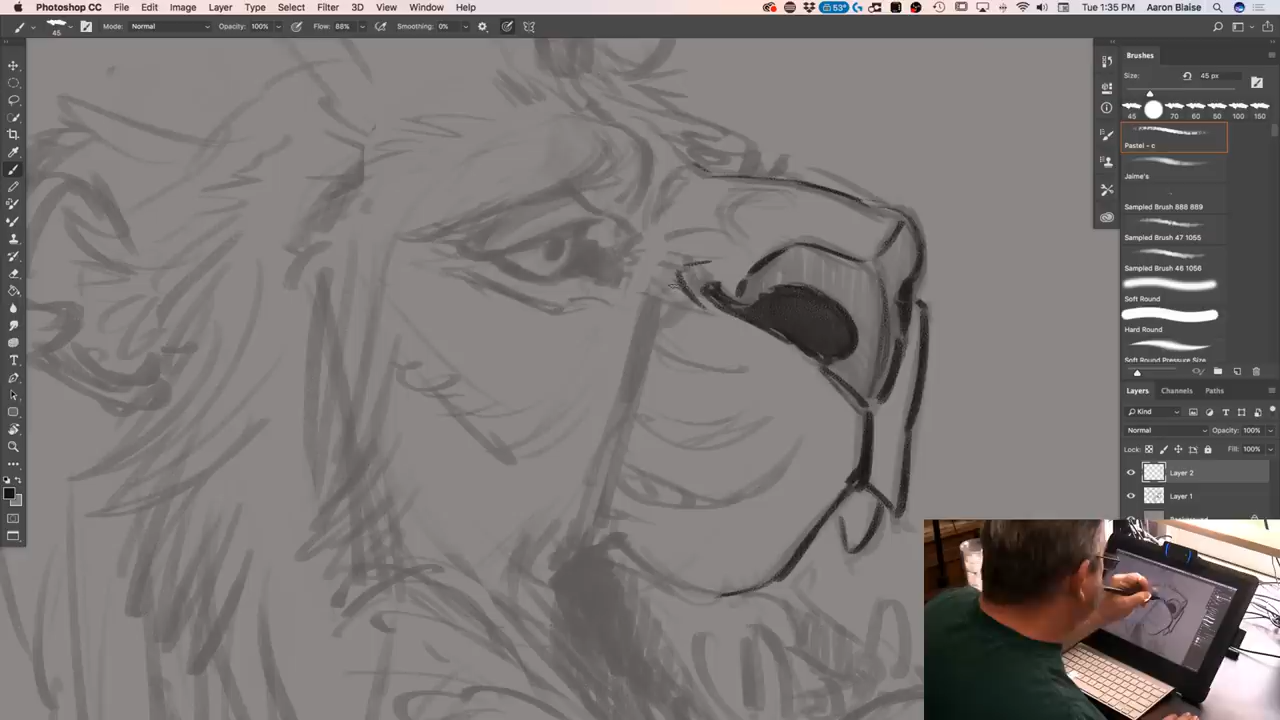 Photoshop CC File Edit Image Layer Type Select Filter 3D View Window Help
53°
Tue 1:35 PM Aaron Blaise
45
Mode: Normal Opacity: 100% Flow: 88% Smoothing: 0%
Brushes
Size: 45 px
45 70 60 50 100 150
Pastel - c
Jaime's
Sampled Brush 888 889
Sampled Brush 47 1055
Sampled Brush 46 1056
Soft Round
Hard Round
Soft Round Pressure Size
Layers Channels Paths
Kind
Normal Opacity: 100%
Lock: Fill: 100%
Layer 2
Layer 1